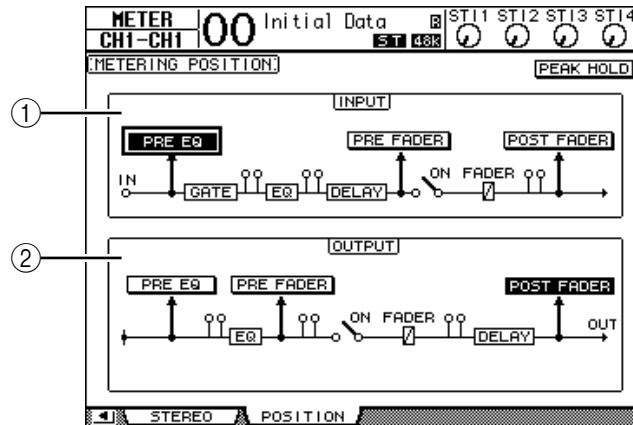 METER
CH1-CH1
00
Initial Data
ST 48k
STI1 STI2 STI3 STI4
METERING POSITION
PEAK HOLD
1
INPUT
PRE EQ
PRE FADER
POST FADER
IN
GATE
EQ
DELAY
ON
FADER
2
OUTPUT
PRE EQ
PRE FADER
POST FADER
EQ
ON
FADER
DELAY
OUT
STEREO
POSITION